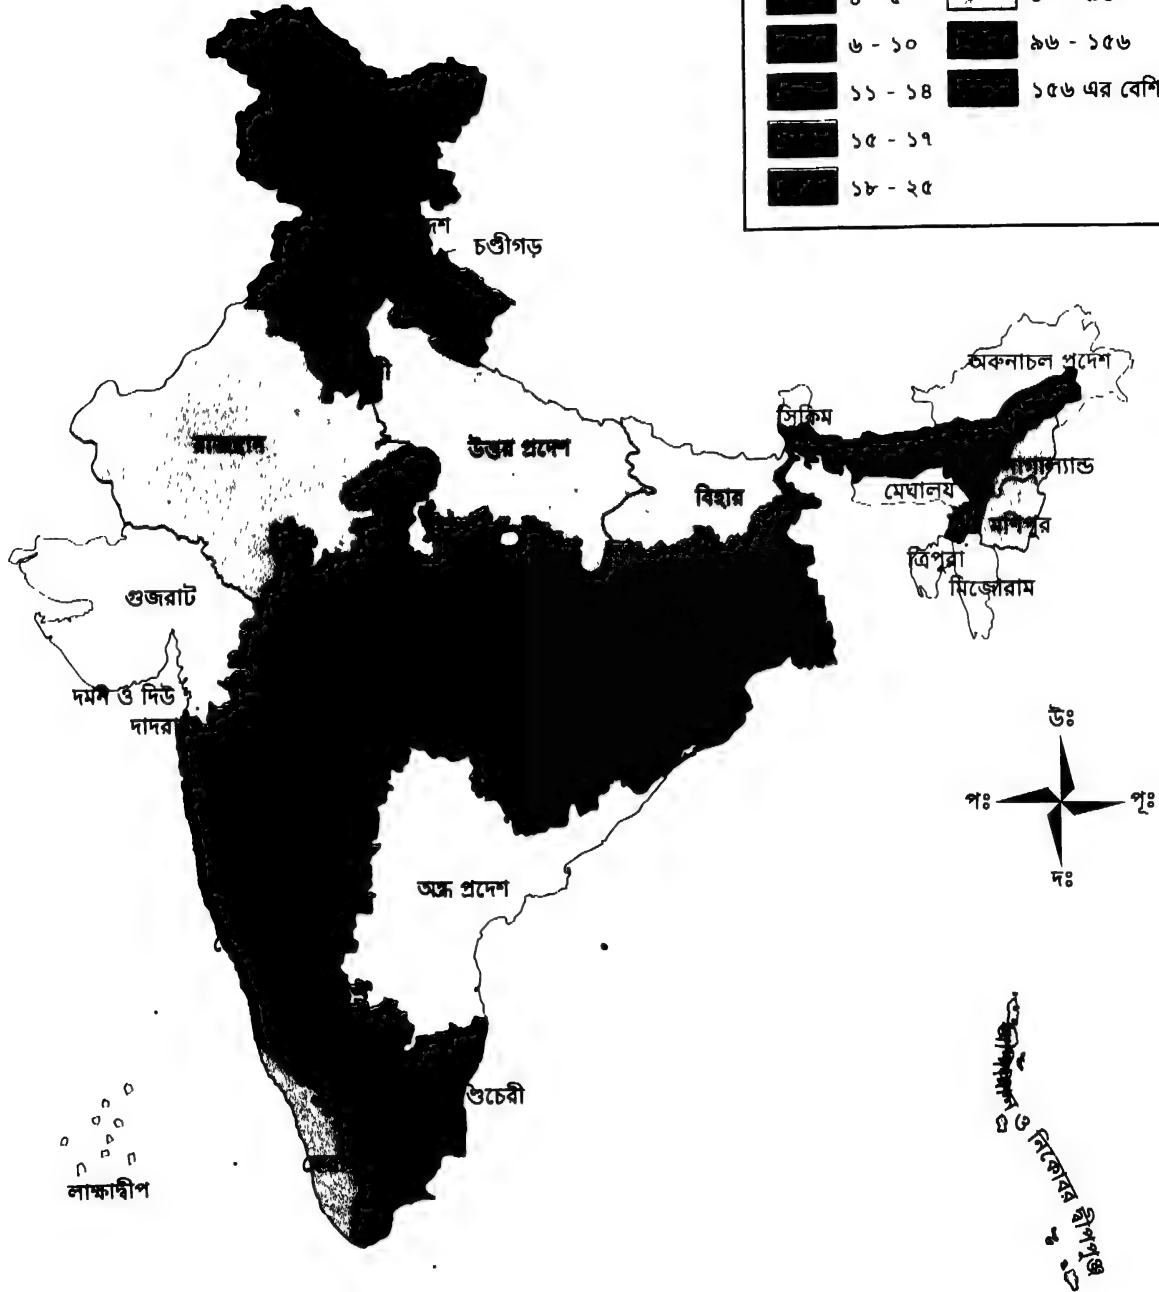 ৬ - ১০
৯৬ - ১৫৬
১১ - ১৪
১৫৬ এর বেশি
১৫ - ১৭
১৮ - ২৫
দেশ
চণ্ডীগড়
অরুনাচল প্রদেশ
সিকিম
রাজস্থান
উত্তর প্রদেশ
নাগাল্যান্ড
মেঘালয়
বিহার
মণিপুর
ত্রিপুরা
মিজোরাম
গুজরাট
দমন ও দিউ
দাদরা
উঃ
পঃ
পূঃ
দঃ
অন্ধ্র প্রদেশ
ণ্ডিচেরী
লাক্ষাদ্বীপ
ও নিকোবর দ্বীপপুঞ্জ